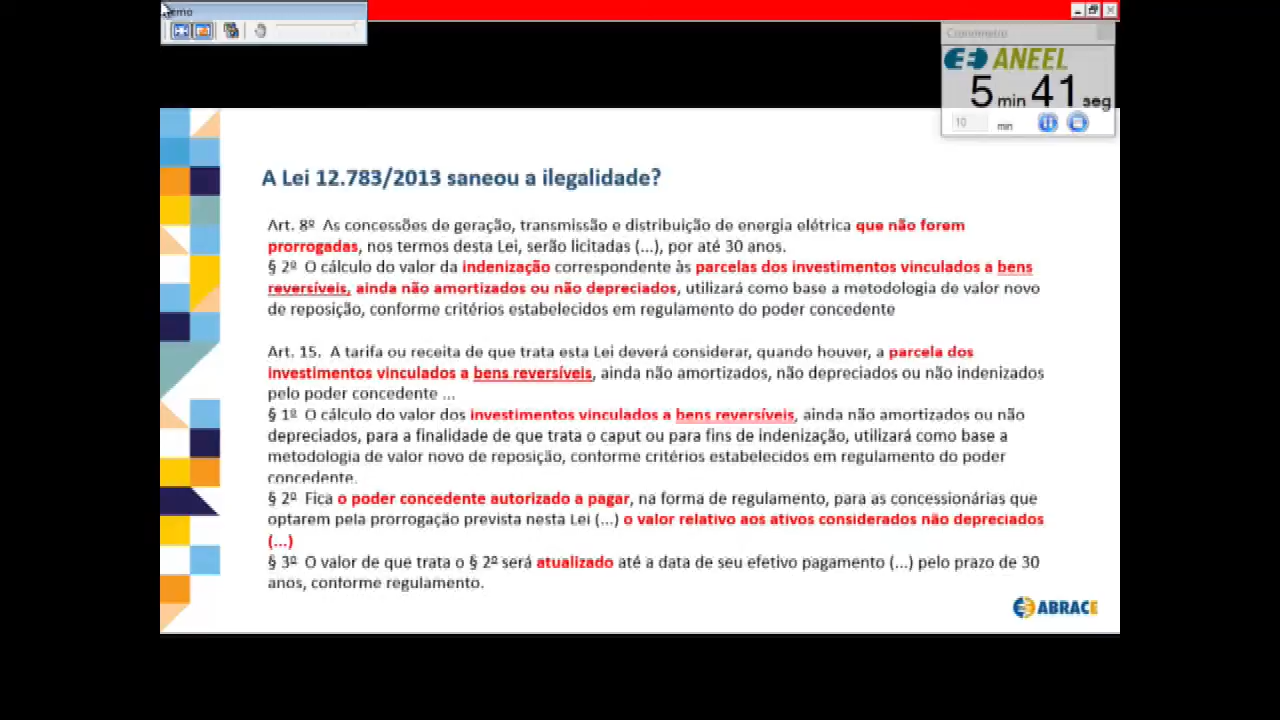 Cronometro
ANEEL
5 min 41 seg
10 min
A Lei 12.783/2013 saneou a ilegalidade?
Art. 8º As concessões de geração, transmissão e distribuição de energia elétrica que não forem
prorrogadas, nos termos desta Lei, serão licitadas (...), por até 30 anos.
§ 2º O cálculo do valor da indenização correspondente às parcelas dos investimentos vinculados a bens
reversíveis, ainda não amortizados ou não depreciados, utilizará como base a metodologia de valor novo
de reposição, conforme critérios estabelecidos em regulamento do poder concedente
Art. 15. A tarifa ou receita de que trata esta Lei deverá considerar, quando houver, a parcela dos
investimentos vinculados a bens reversíveis, ainda não amortizados, não depreciados ou não indenizados
pelo poder concedente ...
§ 1º O cálculo do valor dos investimentos vinculados a bens reversíveis, ainda não amortizados ou não
depreciados, para a finalidade de que trata o caput ou para fins de indenização, utilizará como base a
metodologia de valor novo de reposição, conforme critérios estabelecidos em regulamento do poder
concedente.
§ 2º Fica o poder concedente autorizado a pagar, na forma de regulamento, para as concessionárias que
optarem pela prorrogação prevista nesta Lei (...) o valor relativo aos ativos considerados não depreciados
(...)
§ 3º O valor de que trata o § 2º será atualizado até a data de seu efetivo pagamento (...) pelo prazo de 30
anos, conforme regulamento.
ABRACE